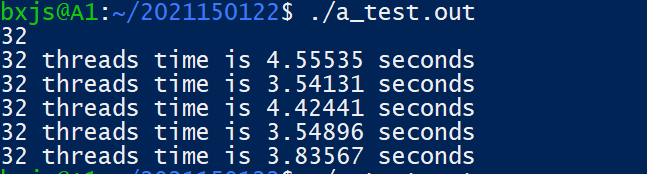 bxjs@A1:~/2021150122$ ./a_test.out
32
32 threads time is 4.55535 seconds
32 threads time is 3.54131 seconds
32 threads time is 4.42441 seconds
32 threads time is 3.54896 seconds
32 threads time is 3.83567 seconds